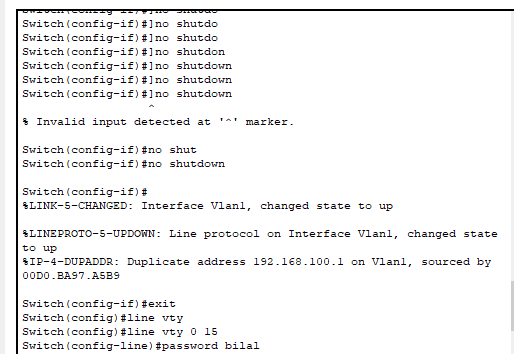 Switch(config-if)#]no shutdo
Switch(config-if)#]no shutdo
Switch(config-if)#]no shutdo
Switch(config-if)#]no shutdon
Switch(config-if)#]no shutdown
Switch(config-if)#]no shutdown
Switch(config-if)#]no shutdown
^
% Invalid input detected at '^' marker.
Switch(config-if)#no shut
Switch(config-if)#no shutdown
Switch(config-if)#
%LINK-5-CHANGED: Interface Vlan1, changed state to up
%LINEPROTO-5-UPDOWN: Line protocol on Interface Vlan1, changed state
to up
%IP-4-DUPADDR: Duplicate address 192.168.100.1 on Vlan1, sourced by
00D0.BA97.A5B9
Switch(config-if)#exit
Switch(config)#line vty
Switch(config)#line vty 0 15
Switch(config-line)#password bilal